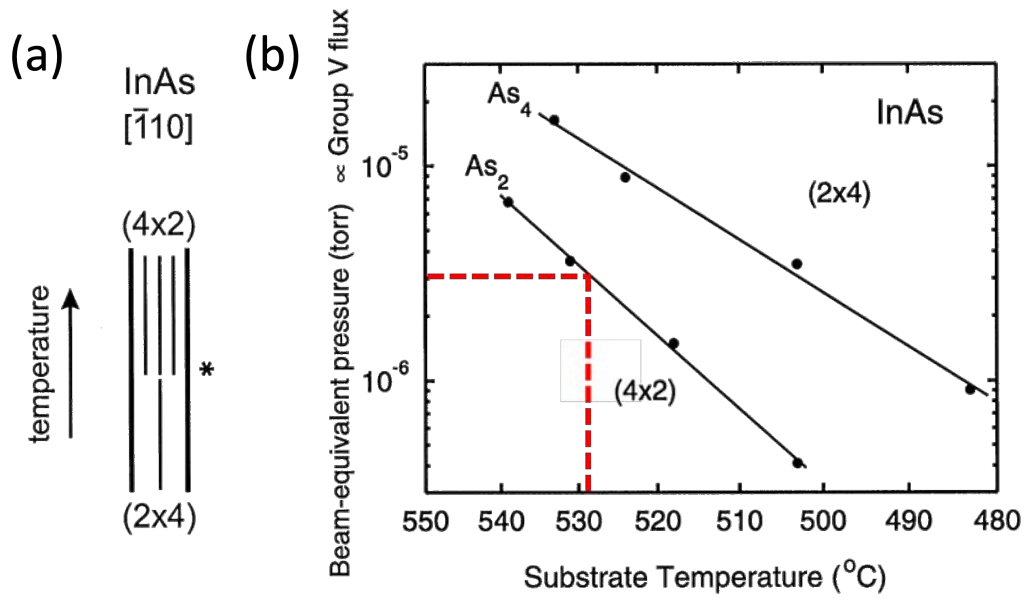 (a)
InAs
[1̄10]
(4x2)
temperature
*
(2x4)
(b)
Beam-equivalent pressure (torr) ∝ Group V flux
10⁻⁵
10⁻⁶
As₄
As₂
InAs
(2x4)
(4x2)
550 540 530 520 510 500 490 480
Substrate Temperature (°C)